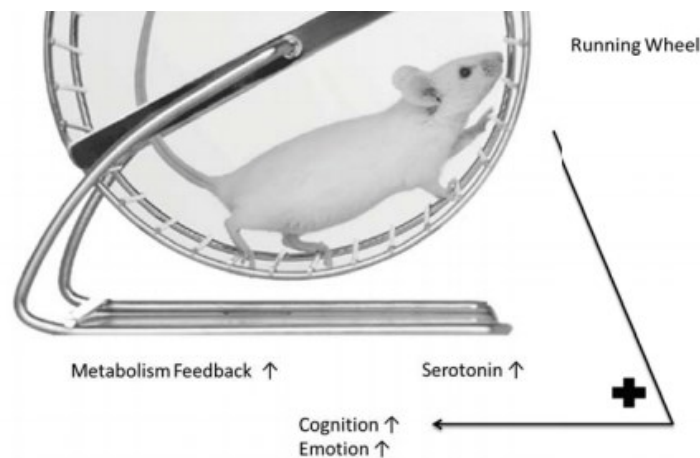 Running Wheel
Metabolism Feedback ↑ Serotonin ↑
Cognition ↑
Emotion ↑